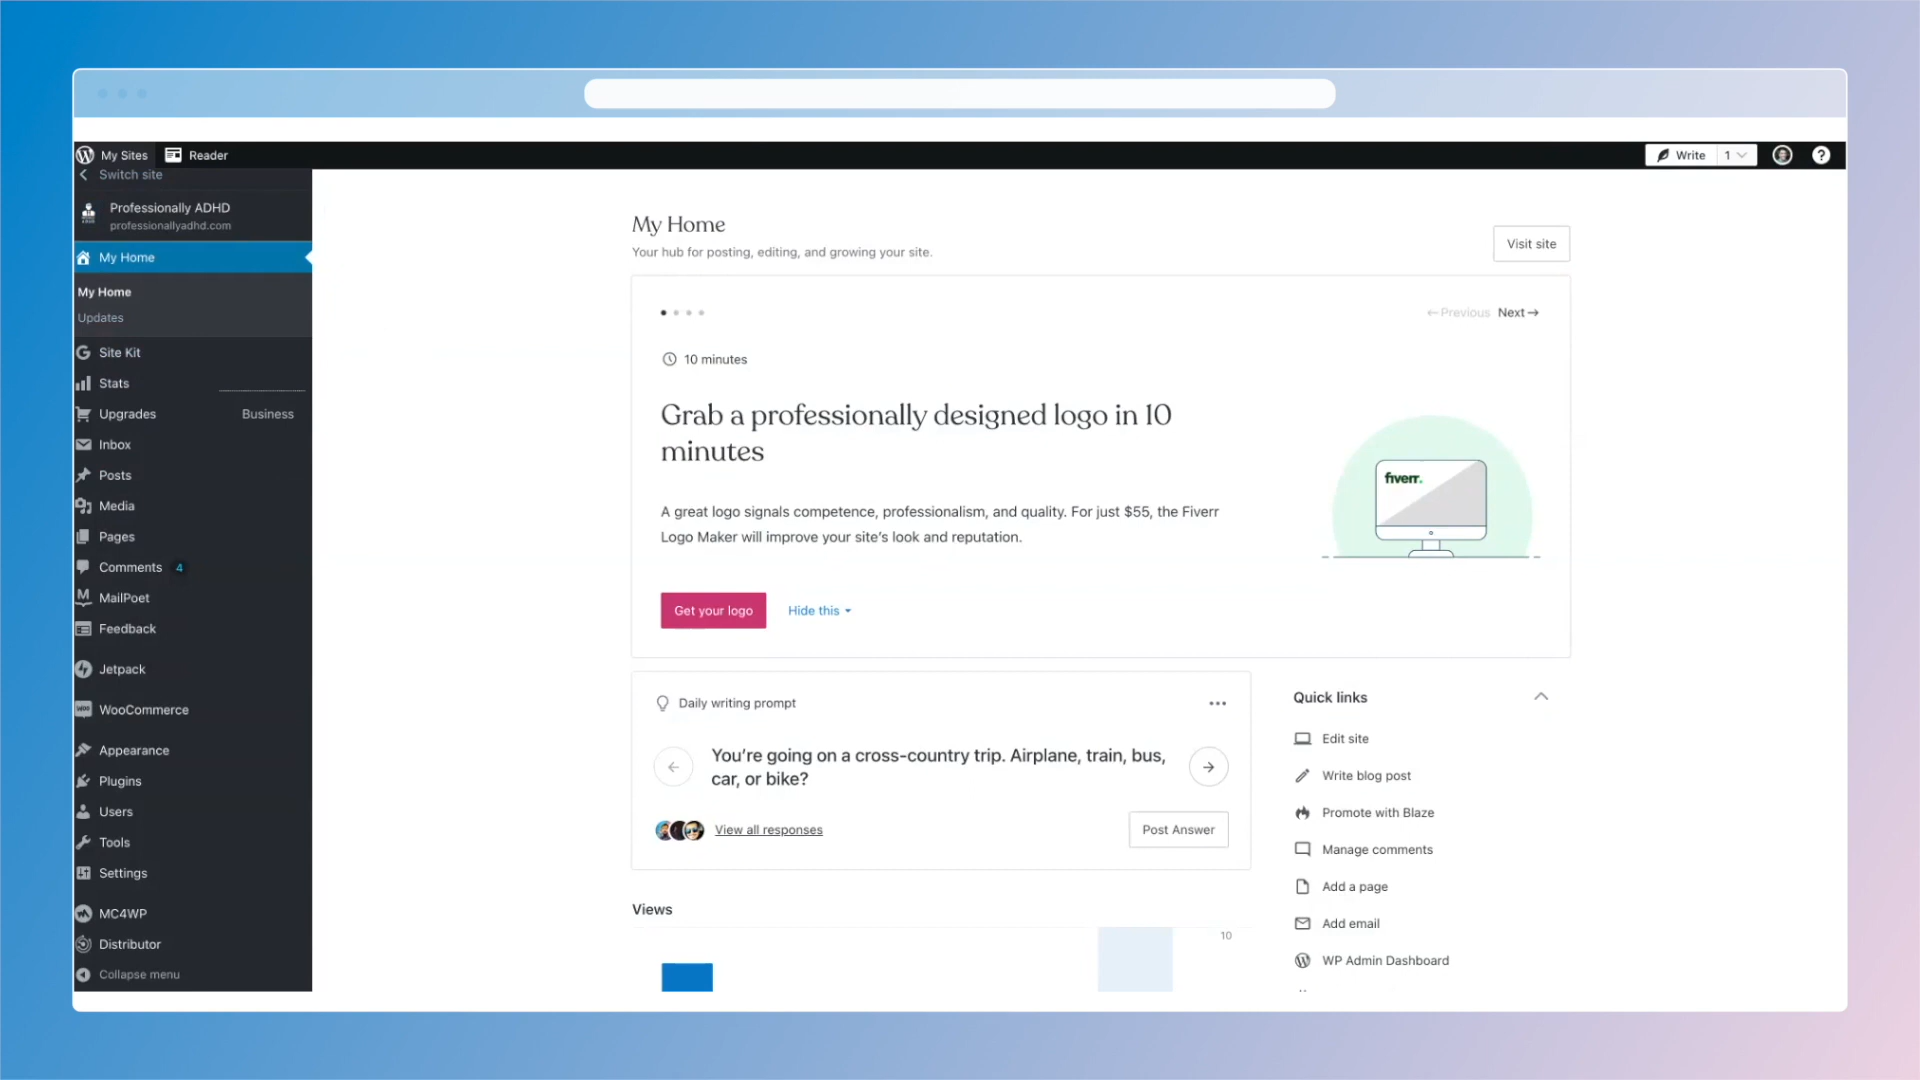 My Sites
Reader
Write
1
Switch site
Professionally ADHD
professionallyadhd.com
My Home
My Home
Updates
Site Kit
Stats
Upgrades
Business
Inbox
Posts
Media
Pages
Comments 4
MailPoet
Feedback
Jetpack
WooCommerce
Appearance
Plugins
Users
Tools
Settings
MC4WP
Distributor
Collapse menu
My Home
Your hub for posting, editing, and growing your site.
Visit site
←Previous Next→
10 minutes
Grab a professionally designed logo in 10
minutes
A great logo signals competence, professionalism, and quality. For just $55, the Fiverr
Logo Maker will improve your site's look and reputation.
fiverr.
Get your logo
Hide this
Daily writing prompt
You're going on a cross-country trip. Airplane, train, bus,
car, or bike?
View all responses
Post Answer
Views
10
Quick links
Edit site
Write blog post
Promote with Blaze
Manage comments
Add a page
Add email
WP Admin Dashboard